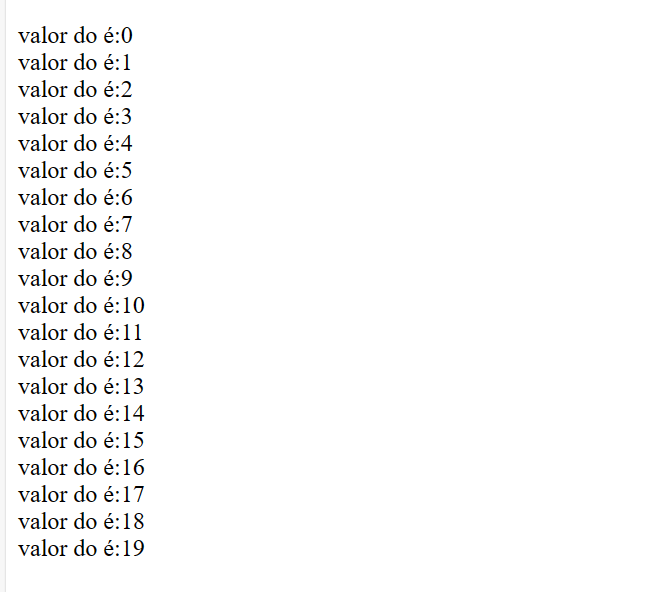 valor do é:0
valor do é:1
valor do é:2
valor do é:3
valor do é:4
valor do é:5
valor do é:6
valor do é:7
valor do é:8
valor do é:9
valor do é:10
valor do é:11
valor do é:12
valor do é:13
valor do é:14
valor do é:15
valor do é:16
valor do é:17
valor do é:18
valor do é:19